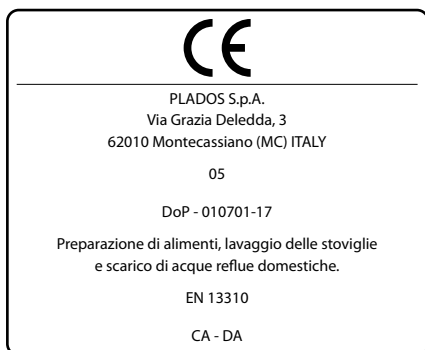 CE
PLADOS S.p.A.
Via Grazia Deledda, 3
62010 Montecassiano (MC) ITALY
05
DoP - 010701-17
Preparazione di alimenti, lavaggio delle stoviglie
e scarico di acque reflue domestiche.
EN 13310
CA - DA